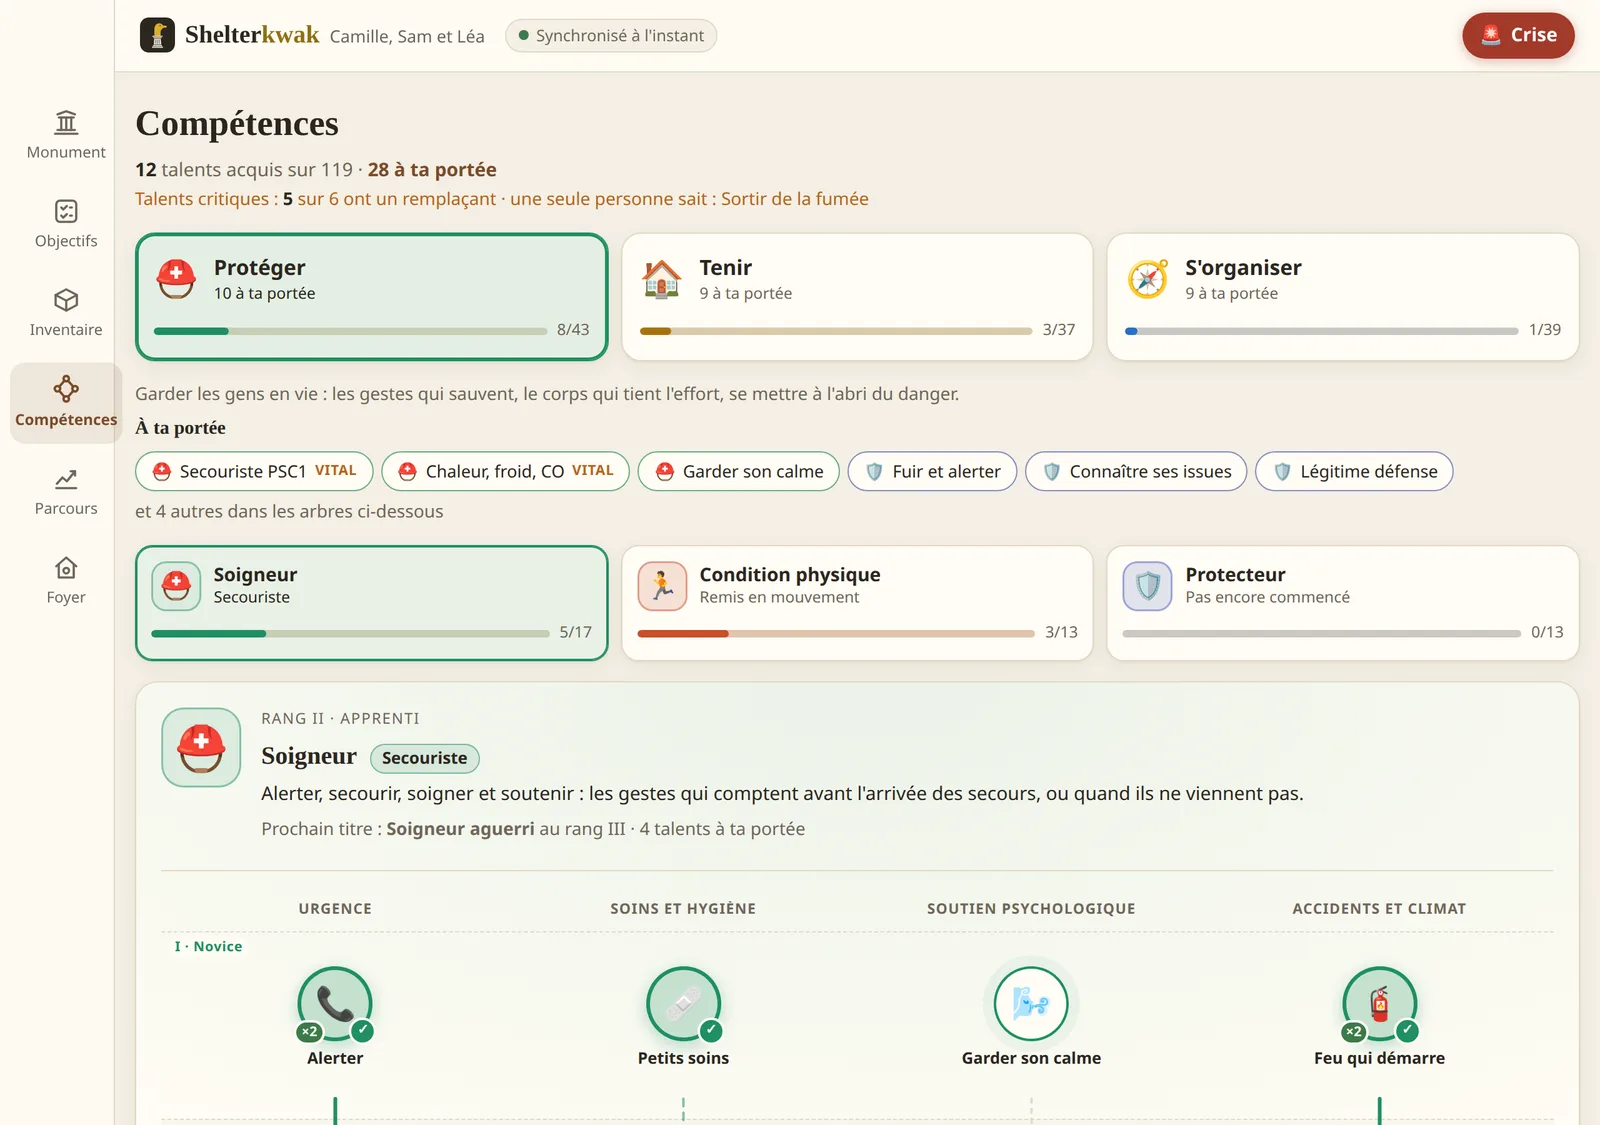 Shelterkwak Camille, Sam et Léa Synchronisé à l'instant Crise
Monument
Objectifs
Inventaire
Compétences
Parcours
Foyer
Compétences
12 talents acquis sur 119 · 28 à ta portée
Talents critiques : 5 sur 6 ont un remplaçant · une seule personne sait : Sortir de la fumée
Protéger
10 à ta portée
8/43
Tenir
9 à ta portée
3/37
S'organiser
9 à ta portée
1/39
Garder les gens en vie : les gestes qui sauvent, le corps qui tient l'effort, se mettre à l'abri du danger.
À ta portée
Secouriste PSC1 VITAL Chaleur, froid, CO VITAL Garder son calme Fuir et alerter Connaître ses issues Légitime défense
et 4 autres dans les arbres ci-dessous
Soigneur
Secouriste
5/17
Condition physique
Remis en mouvement
3/13
Protecteur
Pas encore commencé
0/13
RANG II · APPRENTI
Soigneur Secouriste
Alerter, secourir, soigner et soutenir : les gestes qui comptent avant l'arrivée des secours, ou quand ils ne viennent pas.
Prochain titre : Soigneur aguerri au rang III · 4 talents à ta portée
URGENCE SOINS ET HYGIÈNE SOUTIEN PSYCHOLOGIQUE ACCIDENTS ET CLIMAT
I · Novice
×2 ✓ ✓ ×2 ✓
Alerter Petits soins Garder son calme Feu qui démarre